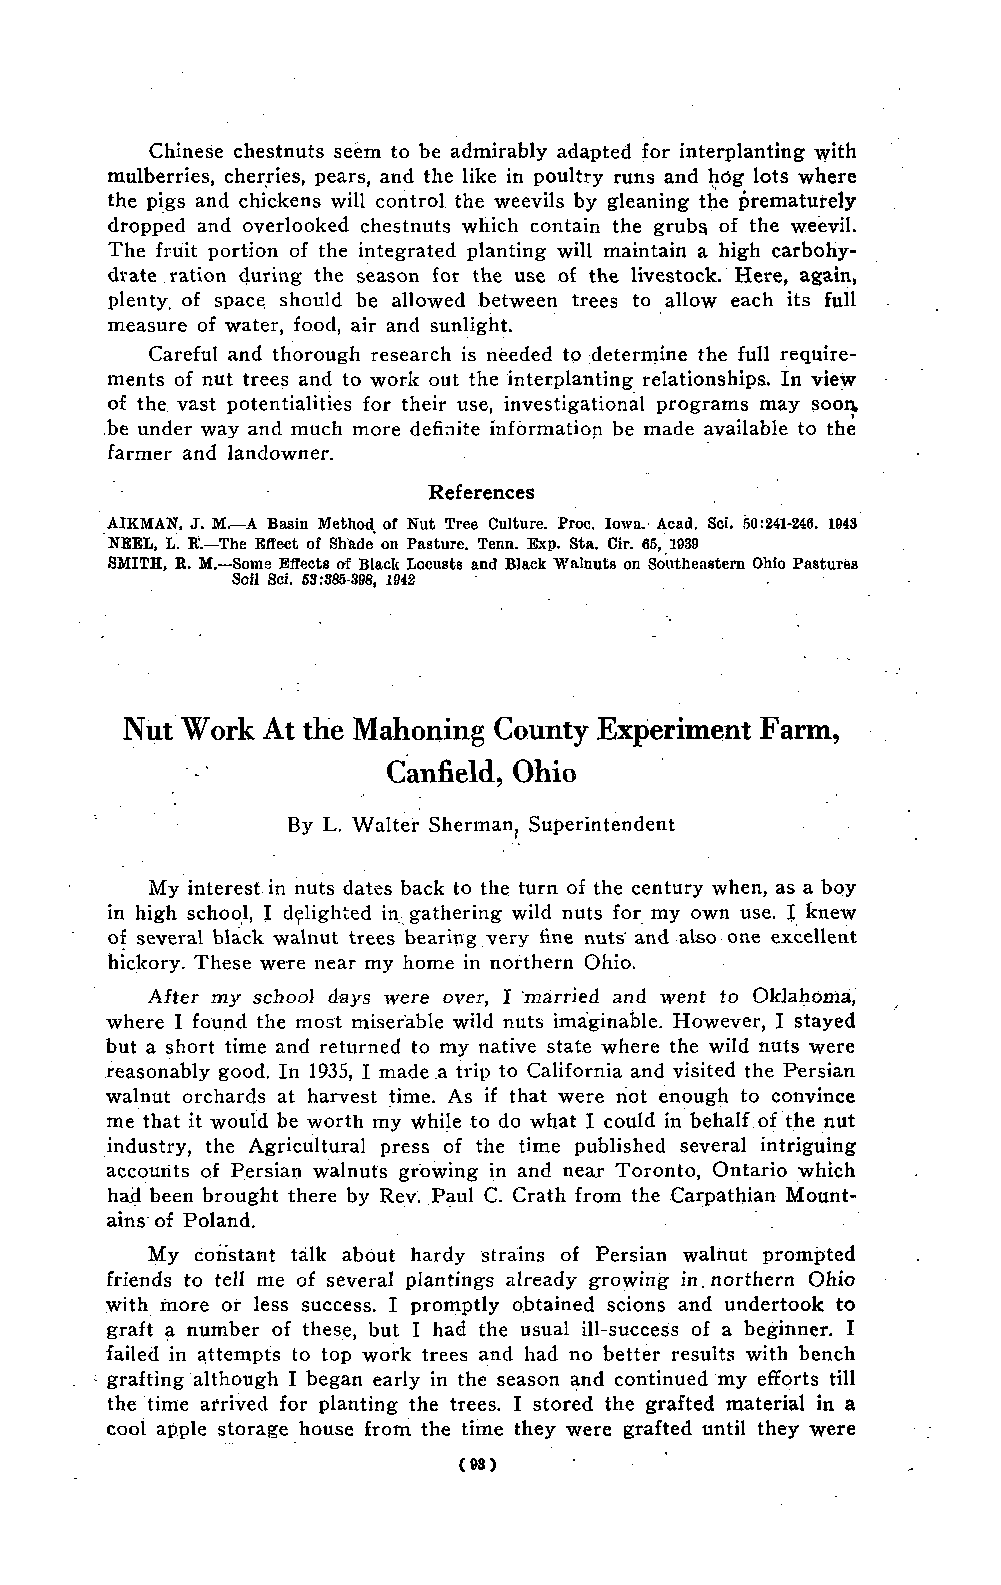 Chinese chestnuts seem to be admirably adapted for interplanting with
mulberries, cherries, pears, and the like in poultry runs and hog lots where
the pigs and chickens will control the weevils by gleaning the prematurely
dropped and overlooked chestnuts which contain the grubs of the weevil.
The fruit portion of the integrated planting will maintain a high carbohy-
drate ration during the season for the use of the livestock. Here, again,
plenty of space should be allowed between trees to allow each its full
measure of water, food, air and sunlight.
Careful and thorough research is needed to determine the full require-
ments of nut trees and to work out the interplanting relationships. In view
of the vast potentialities for their use, investigational programs may soon
be under way and much more definite information be made available to the
farmer and landowner.
References
AIKMAN, J. M.—A Basin Method of Nut Tree Culture. Proc. Iowa. Acad. Sci. 50:241-246. 1943
NEEL, L. R.—The Effect of Shade on Pasture. Tenn. Exp. Sta. Cir. 65, 1939
SMITH, R. M.—Some Effects of Black Locusts and Black Walnuts on Southeastern Ohio Pastures
Soil Sci. 53:385-398, 1942
Nut Work At the Mahoning County Experiment Farm,
Canfield, Ohio
By L. Walter Sherman, Superintendent
My interest in nuts dates back to the turn of the century when, as a boy
in high school, I delighted in gathering wild nuts for my own use. I knew
of several black walnut trees bearing very fine nuts and also one excellent
hickory. These were near my home in northern Ohio.
After my school days were over, I married and went to Oklahoma,
where I found the most miserable wild nuts imaginable. However, I stayed
but a short time and returned to my native state where the wild nuts were
reasonably good. In 1935, I made a trip to California and visited the Persian
walnut orchards at harvest time. As if that were not enough to convince
me that it would be worth my while to do what I could in behalf of the nut
industry, the Agricultural press of the time published several intriguing
accounts of Persian walnuts growing in and near Toronto, Ontario which
had been brought there by Rev. Paul C. Crath from the Carpathian Mount-
ains of Poland.
My constant talk about hardy strains of Persian walnut prompted
friends to tell me of several plantings already growing in northern Ohio
with more or less success. I promptly obtained scions and undertook to
graft a number of these, but I had the usual ill-success of a beginner. I
failed in attempts to top work trees and had no better results with bench
grafting although I began early in the season and continued my efforts till
the time arrived for planting the trees. I stored the grafted material in a
cool apple storage house from the time they were grafted until they were
(93)